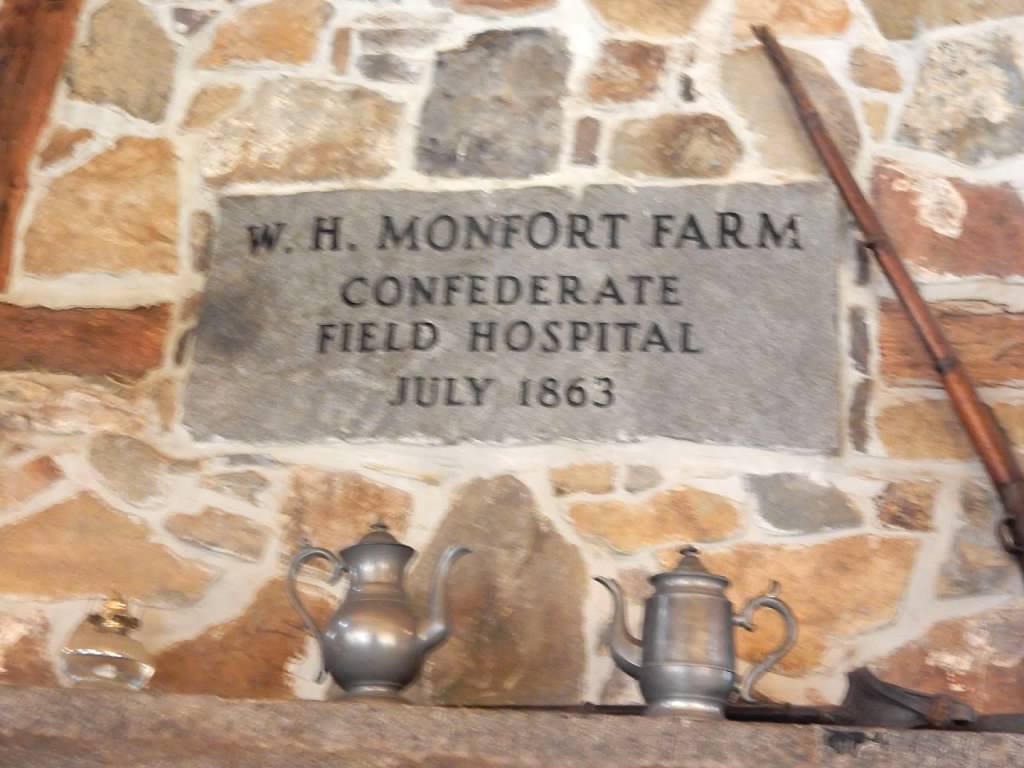 W. H. MONFORT FARM
CONFEDERATE
FIELD HOSPITAL
JULY 1863